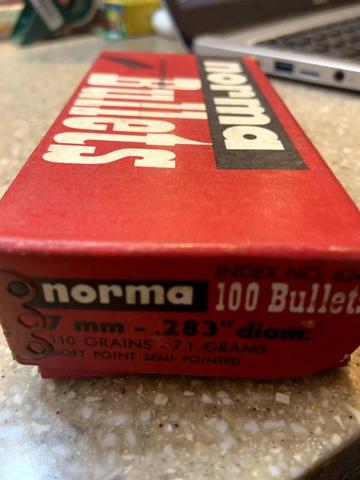 norma
Bullets
INDEX NO.
norma 100 Bullets
7 mm - .283" diam.
110 GRAINS - 7.1 GRAMS
SOFT POINT SEMI POINTED